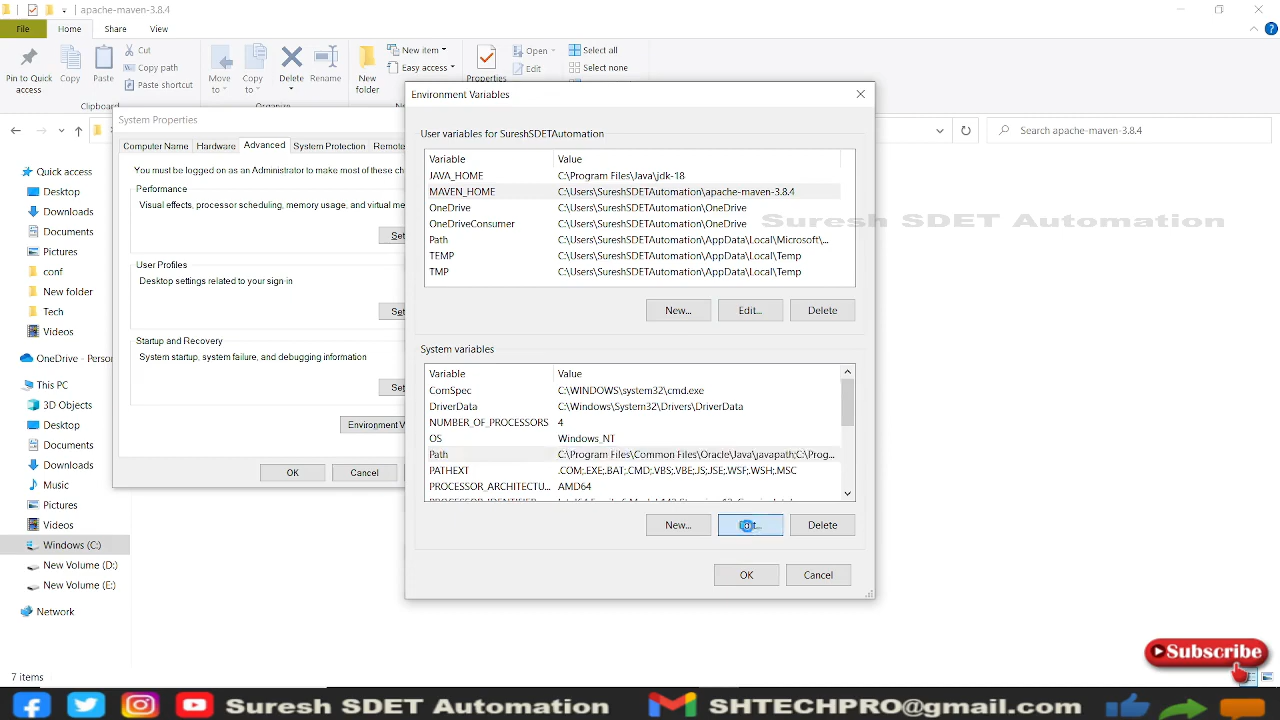 apache-maven-3.8.4
File Home Share View
Pin to Quick access
Copy
Paste
Cut
Copy path
Paste shortcut
Move to
Copy to
Delete
Rename
New folder
New item
Easy access
Properties
Open
Edit
Select all
Select none
Search apache-maven-3.8.4
Quick access
Desktop
Downloads
Documents
Pictures
conf
New folder
Tech
Videos
OneDrive - Perso
This PC
3D Objects
Desktop
Documents
Downloads
Music
Pictures
Videos
Windows (C:)
New Volume (D:)
New Volume (E:)
Network
7 items
System Properties
Computer Name Hardware Advanced System Protection Remote
You must be logged on as an Administrator to make most of these ch
Performance
Visual effects, processor scheduling, memory usage, and virtual me
Set
User Profiles
Desktop settings related to your sign-in
Set
Startup and Recovery
System startup, system failure, and debugging information
Set
Environment V
OK Cancel
Environment Variables
User variables for SureshSDETAutomation
Variable Value
JAVA_HOME C:\Program Files\Java\jdk-18
MAVEN_HOME C:\Users\SureshSDETAutomation\apache-maven-3.8.4
OneDrive C:\Users\SureshSDETAutomation\OneDrive
OneDriveConsumer C:\Users\SureshSDETAutomation\OneDrive
Path C:\Users\SureshSDETAutomation\AppData\Local\Microsoft\...
TEMP C:\Users\SureshSDETAutomation\AppData\Local\Temp
TMP C:\Users\SureshSDETAutomation\AppData\Local\Temp
New... Edit... Delete
System variables
Variable Value
ComSpec C:\WINDOWS\system32\cmd.exe
DriverData C:\Windows\System32\Drivers\DriverData
NUMBER_OF_PROCESSORS 4
OS Windows_NT
Path C:\Program Files\Common Files\Oracle\Java\javapath;C:\Prog...
PATHEXT .COM;.EXE;.BAT;.CMD;.VBS;.VBE;.JS;.JSE;.WSF;.WSH;.MSC
PROCESSOR_ARCHITECTU... AMD64
New... Delete
OK Cancel
Suresh SDET Automation
Subscribe
Suresh SDET Automation SHTECHPRO@gmail.com